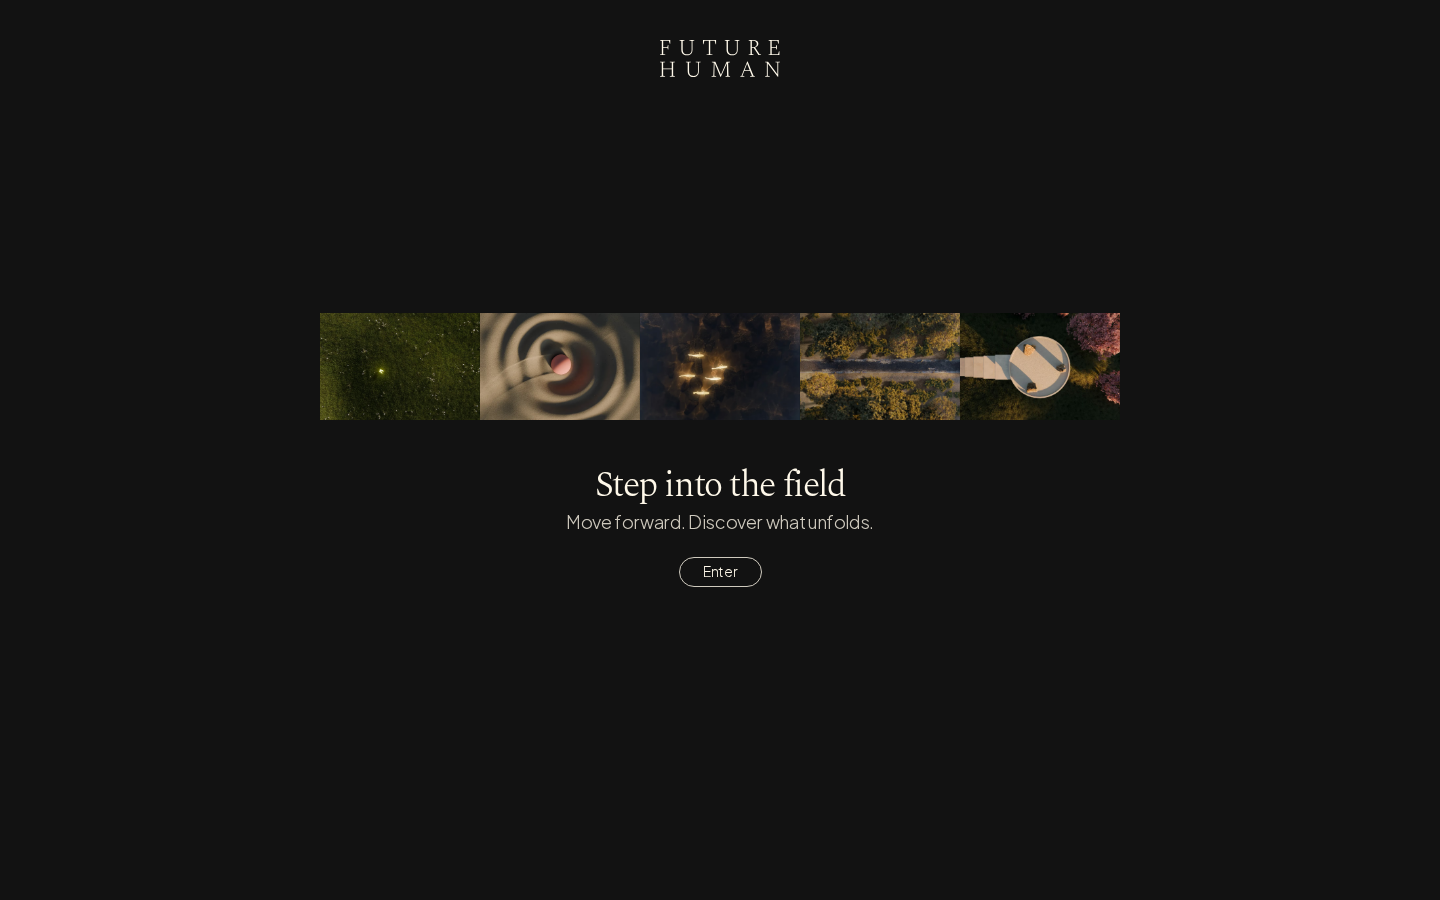 FUTURE
HUMAN
Step into the field
Move forward. Discover what unfolds.
Enter